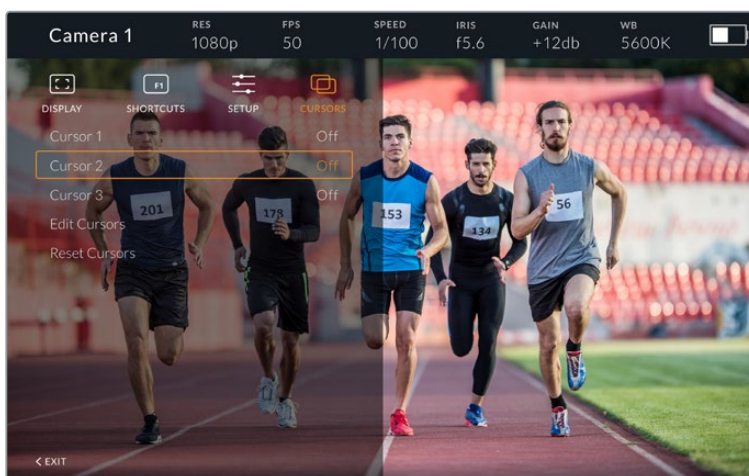 Camera 1
RES
1080p
FPS
50
SPEED
1/100
IRIS
f5.6
GAIN
+12db
WB
5600K
F1
DISPLAY
SHORTCUTS
SETUP
CURSORS
Cursor 1 Off
Cursor 2 Off
Cursor 3 Off
Edit Cursors
Reset Cursors
201
178
153
134
56
< EXIT